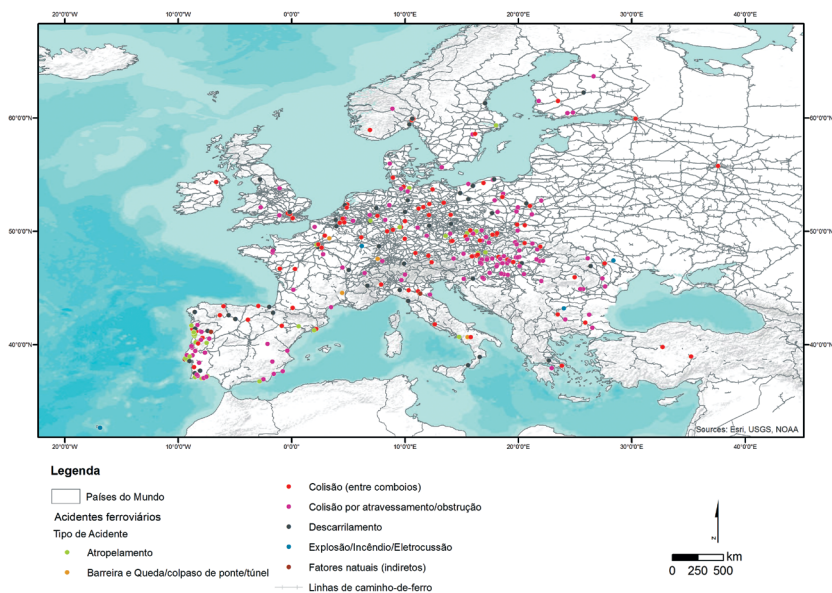 20°0'0"W 10°0'0"W 0°0'0" 10°0'0"E 20°0'0"E 30°0'0"E 40°0'0"E
60°0'0"N 60°0'0"N
50°0'0"N 50°0'0"N
40°0'0"N 40°0'0"N
Sources: Esri, USGS, NOAA
20°0'0"W 10°0'0"W 0°0'0" 10°0'0"E 20°0'0"E 30°0'0"E 40°0'0"E
Legenda
Países do Mundo
Acidentes ferroviários
Tipo de Acidente
Atropelamento
Barreira e Queda/colpaso de ponte/túnel
Colisão (entre comboios)
Colisão por atravessamento/obstrução
Descarrilamento
Explosão/Incêndio/Eletrocussão
Fatores natuais (indiretos)
Linhas de caminho-de-ferro
N
km
0 250 500